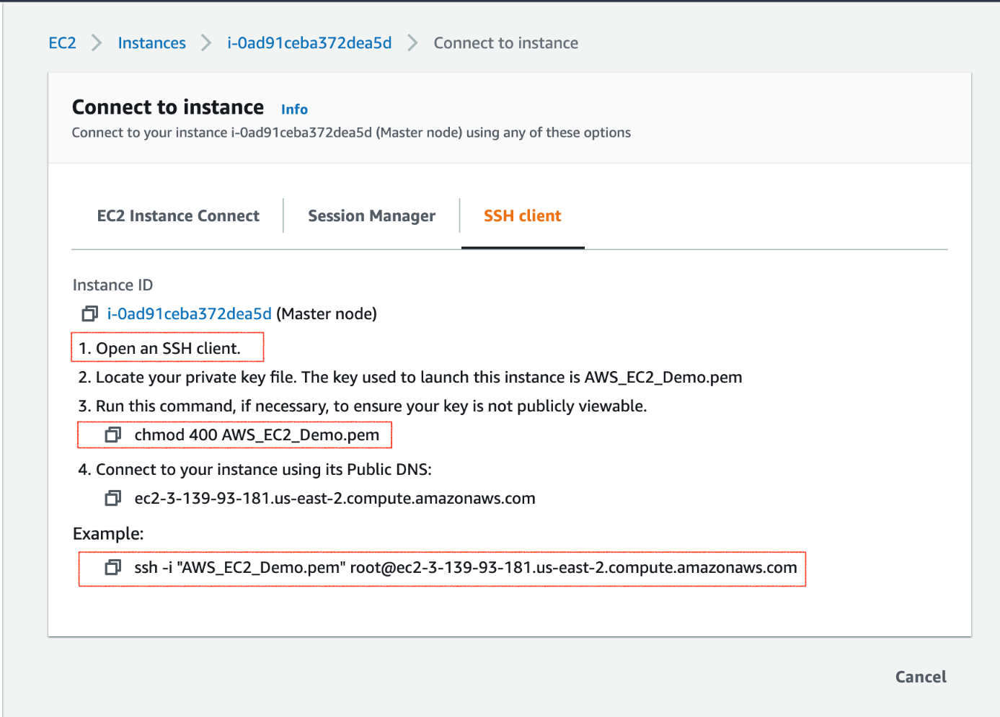 EC2 Instances i-0ad91ceba372dea5d Connect to instance
Connect to instance Info
Connect to your instance i-0ad91ceba372dea5d (Master node) using any of these options
EC2 Instance Connect Session Manager SSH client
Instance ID
i-0ad91ceba372dea5d (Master node)
1. Open an SSH client.
2. Locate your private key file. The key used to launch this instance is AWS_EC2_Demo.pem
3. Run this command, if necessary, to ensure your key is not publicly viewable.
chmod 400 AWS_EC2_Demo.pem
4. Connect to your instance using its Public DNS:
ec2-3-139-93-181.us-east-2.compute.amazonaws.com
Example:
ssh -i "AWS_EC2_Demo.pem" root@ec2-3-139-93-181.us-east-2.compute.amazonaws.com
Cancel